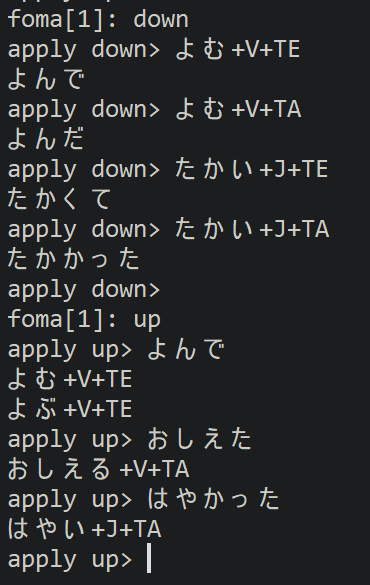 foma[1]: down
apply down> よむ+V+TE
よんで
apply down> よむ+V+TA
よんだ
apply down> たかい+J+TE
たかくて
apply down> たかい+J+TA
たかかった
apply down>
foma[1]: up
apply up> よんで
よむ+V+TE
よぶ+V+TE
apply up> おしえた
おしえる+V+TA
apply up> はやかった
はやい+J+TA
apply up>